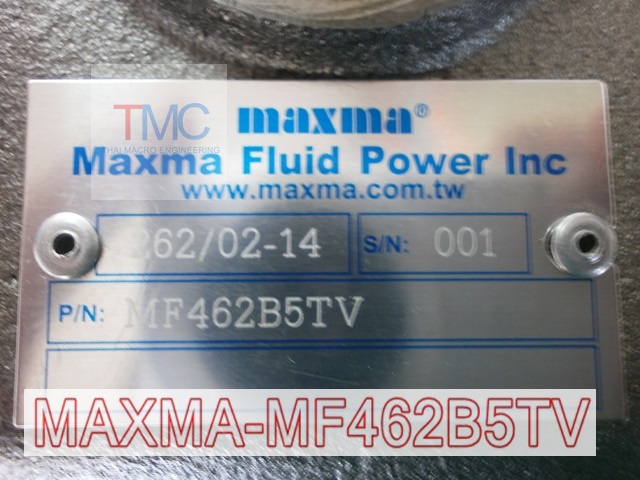 TMC
THAI MACRO ENGINEERING
maxma®
Maxma Fluid Power Inc
www.maxma.com.tw
262/02-14 S/N: 001
P/N: MF462B5TV
MAXMA-MF462B5TV